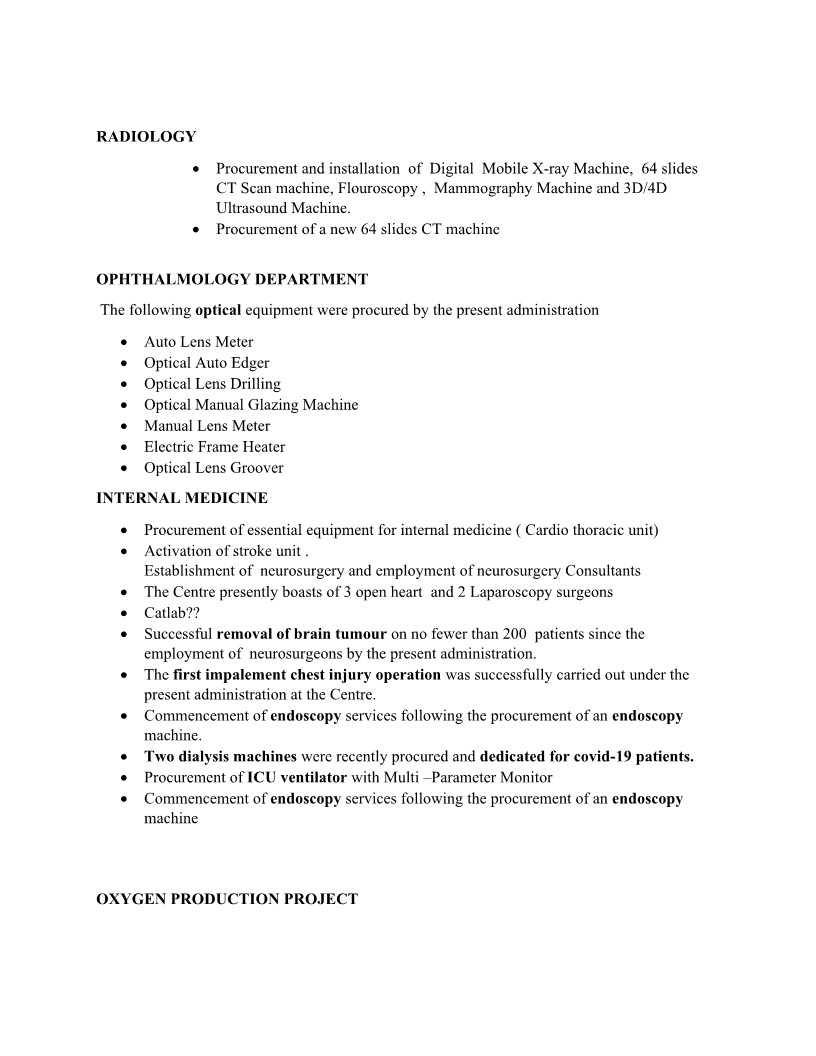 RADIOLOGY
• Procurement and installation of Digital Mobile X-ray Machine, 64 slides
CT Scan machine, Flouroscopy , Mammography Machine and 3D/4D
Ultrasound Machine.
• Procurement of a new 64 slides CT machine
OPHTHALMOLOGY DEPARTMENT
The following optical equipment were procured by the present administration
• Auto Lens Meter
• Optical Auto Edger
• Optical Lens Drilling
• Optical Manual Glazing Machine
• Manual Lens Meter
• Electric Frame Heater
• Optical Lens Groover
INTERNAL MEDICINE
• Procurement of essential equipment for internal medicine ( Cardio thoracic unit)
• Activation of stroke unit .
Establishment of neurosurgery and employment of neurosurgery Consultants
• The Centre presently boasts of 3 open heart and 2 Laparoscopy surgeons
• Catlab??
• Successful removal of brain tumour on no fewer than 200 patients since the
employment of neurosurgeons by the present administration.
• The first impalement chest injury operation was successfully carried out under the
present administration at the Centre.
• Commencement of endoscopy services following the procurement of an endoscopy
machine.
• Two dialysis machines were recently procured and dedicated for covid-19 patients.
• Procurement of ICU ventilator with Multi –Parameter Monitor
• Commencement of endoscopy services following the procurement of an endoscopy
machine
OXYGEN PRODUCTION PROJECT